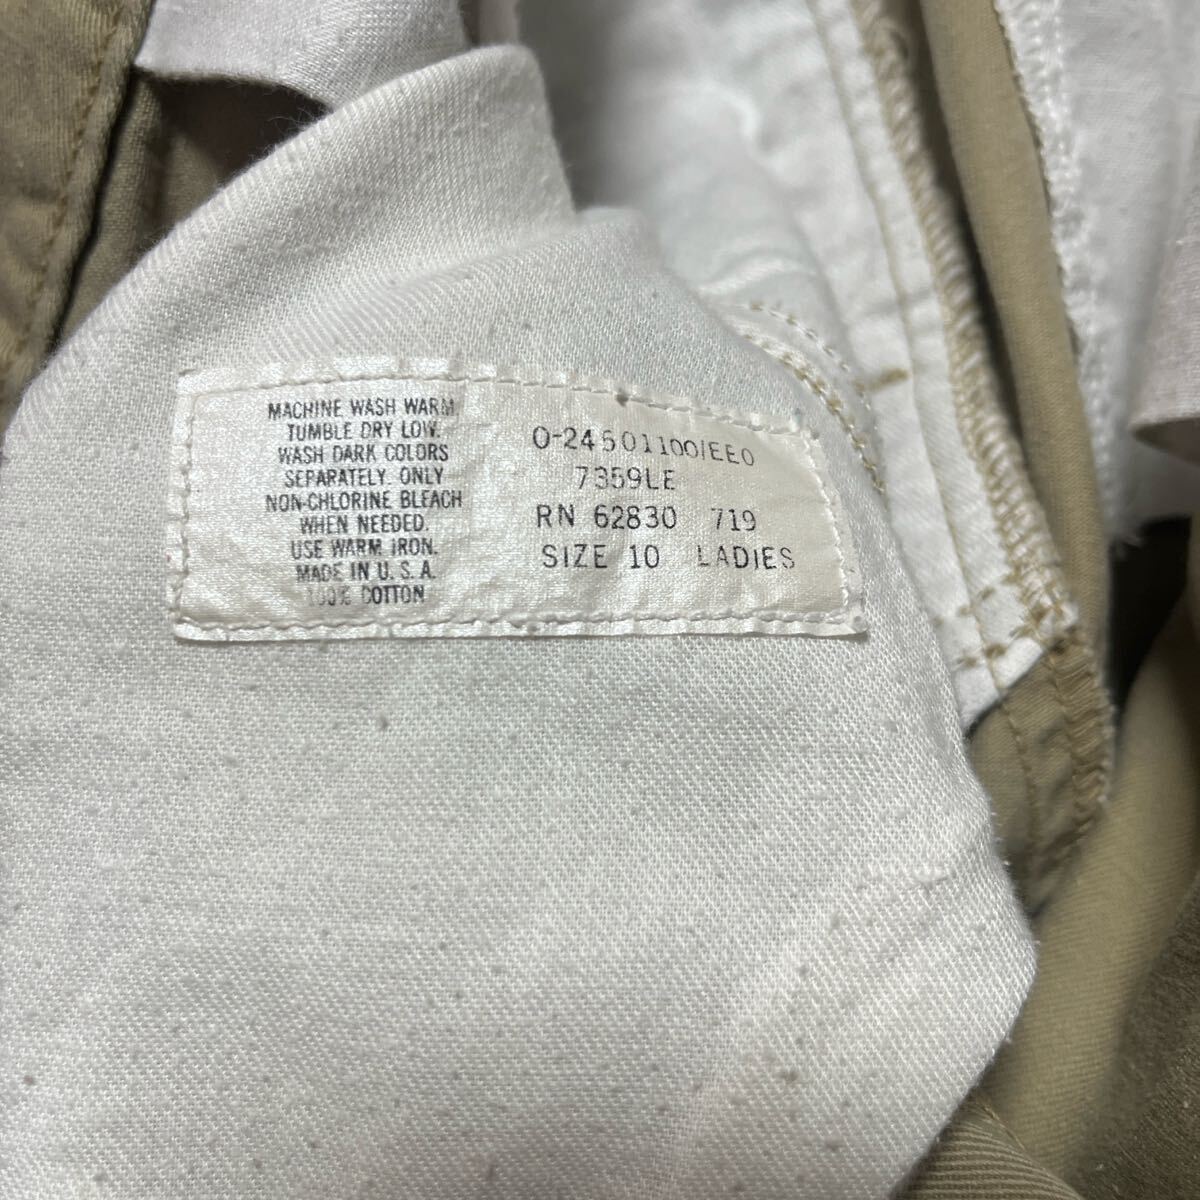 MACHINE WASH WARM.
TUMBLE DRY LOW.
WASH DARK COLORS
SEPARATELY. ONLY
NON-CHLORINE BLEACH
WHEN NEEDED.
USE WARM IRON.
MADE IN U.S.A.
100% COTTON
0-24501100/EE0
7359LE
RN 62830 719
SIZE 10 LADIES